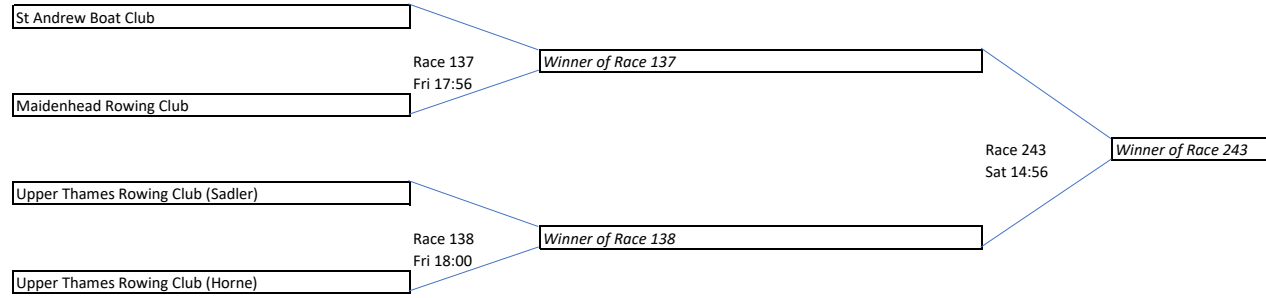 St Andrew Boat Club
Race 137
Fri 17:56
Winner of Race 137
Maidenhead Rowing Club
Race 243
Sat 14:56
Winner of Race 243
Upper Thames Rowing Club (Sadler)
Race 138
Fri 18:00
Winner of Race 138
Upper Thames Rowing Club (Horne)